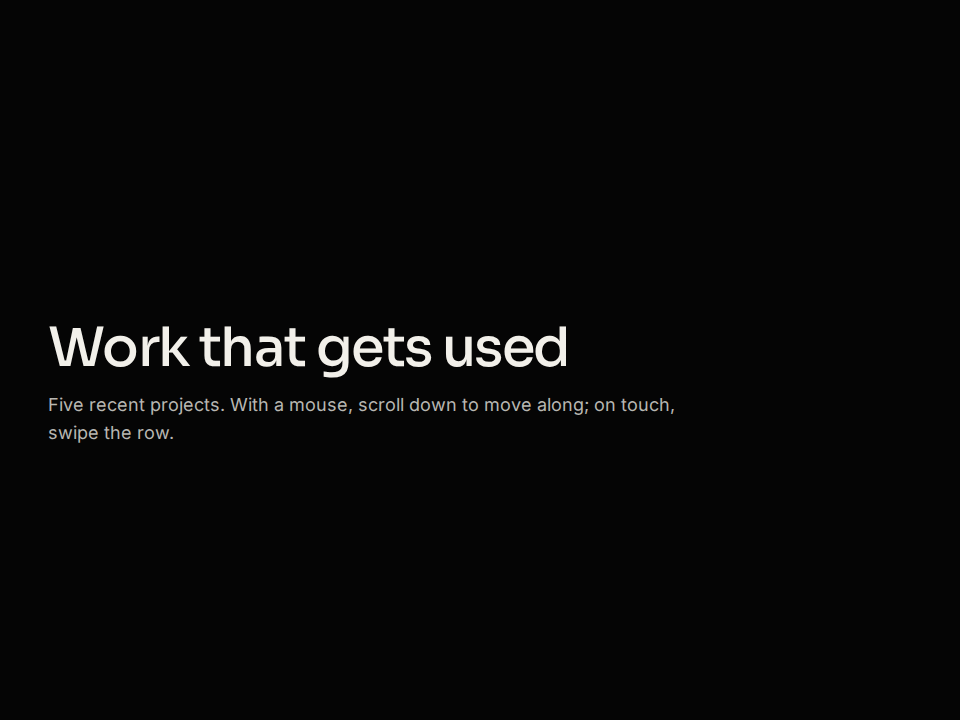 Work that gets used
Five recent projects. With a mouse, scroll down to move along; on touch,
swipe the row.